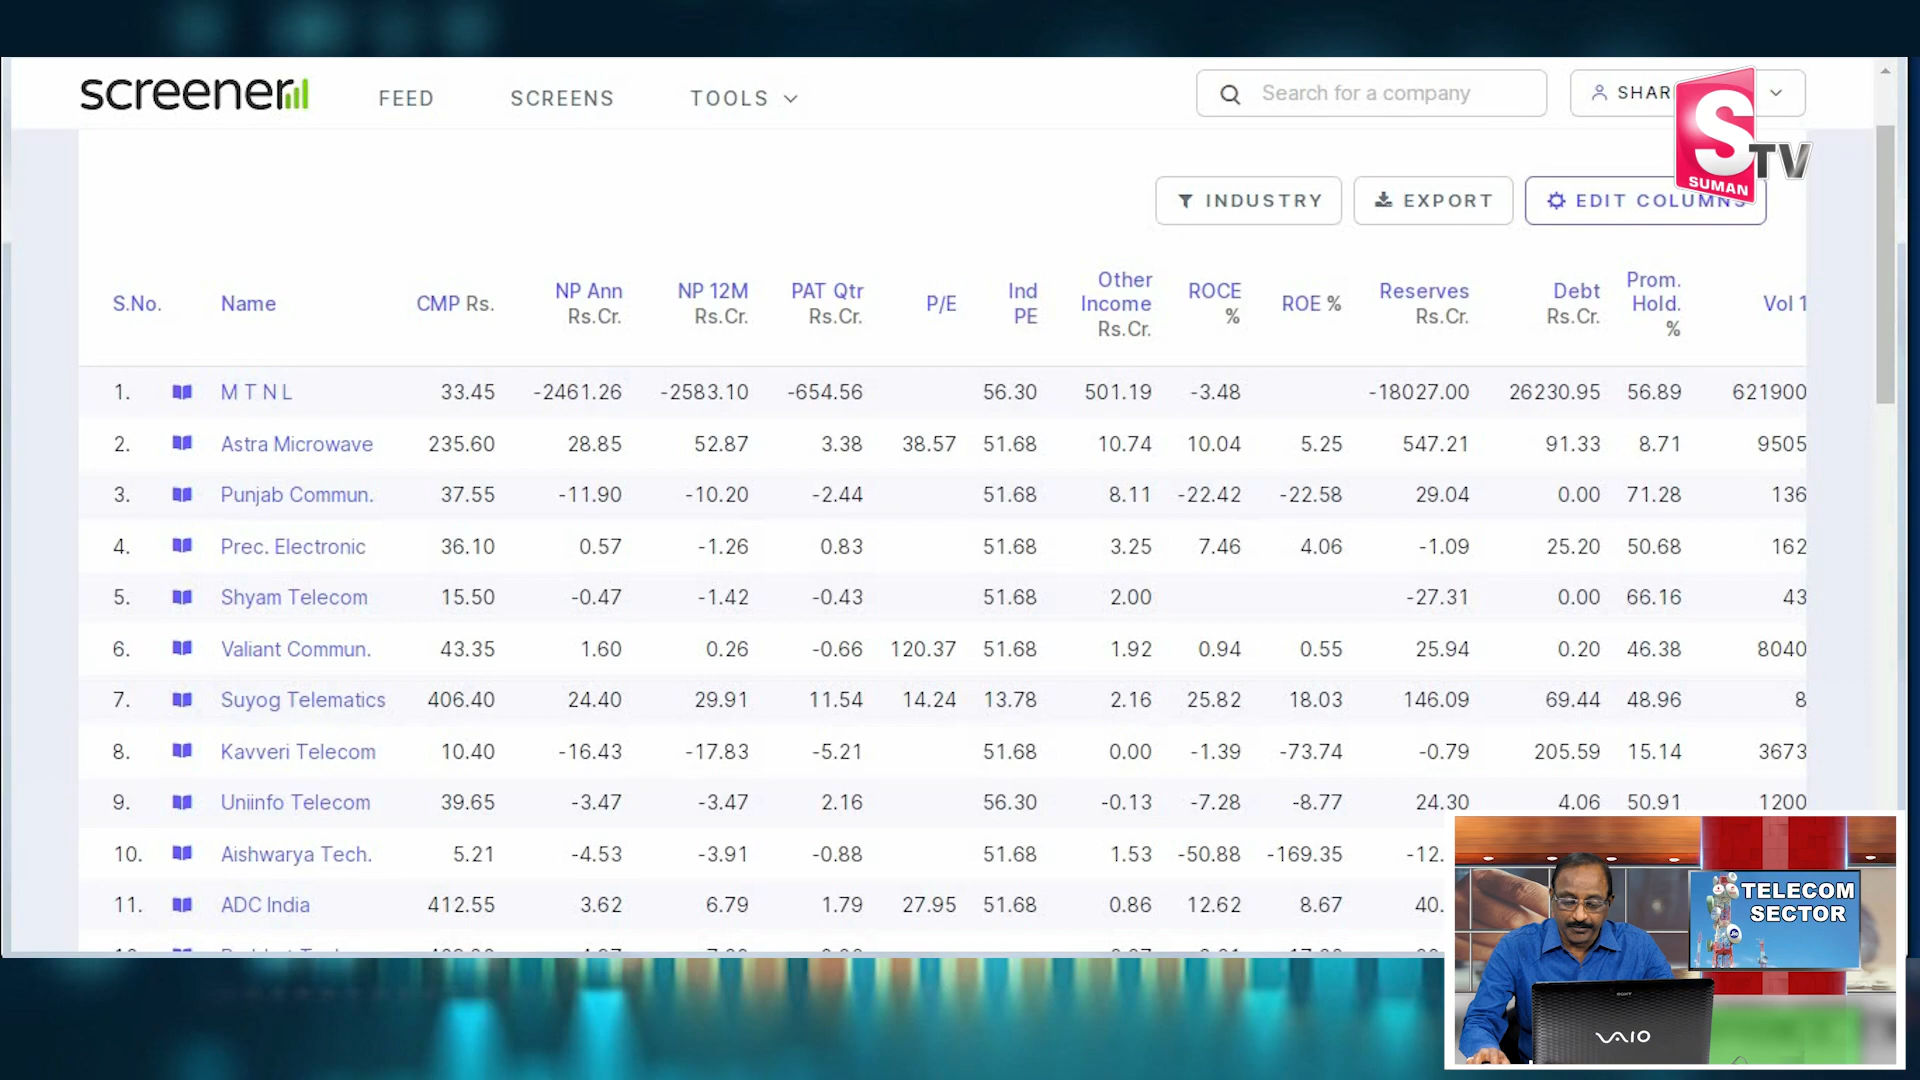 screener FEED SCREENS TOOLS Search for a company SHAR
S TV
SUMAN
INDUSTRY EXPORT EDIT COLUMNS
S.No. Name CMP Rs. NP Ann Rs.Cr. NP 12M Rs.Cr. PAT Qtr Rs.Cr. P/E Ind PE Other Income Rs.Cr. ROCE % ROE % Reserves Rs.Cr. Debt Rs.Cr. Prom. Hold. % Vol 1
1. M T N L 33.45 -2461.26 -2583.10 -654.56 56.30 501.19 -3.48 -18027.00 26230.95 56.89 621900
2. Astra Microwave 235.60 28.85 52.87 3.38 38.57 51.68 10.74 10.04 5.25 547.21 91.33 8.71 9505
3. Punjab Commun. 37.55 -11.90 -10.20 -2.44 51.68 8.11 -22.42 -22.58 29.04 0.00 71.28 136
4. Prec. Electronic 36.10 0.57 -1.26 0.83 51.68 3.25 7.46 4.06 -1.09 25.20 50.68 162
5. Shyam Telecom 15.50 -0.47 -1.42 -0.43 51.68 2.00 -27.31 0.00 66.16 43
6. Valiant Commun. 43.35 1.60 0.26 -0.66 120.37 51.68 1.92 0.94 0.55 25.94 0.20 46.38 8040
7. Suyog Telematics 406.40 24.40 29.91 11.54 14.24 13.78 2.16 25.82 18.03 146.09 69.44 48.96 8
8. Kavveri Telecom 10.40 -16.43 -17.83 -5.21 51.68 0.00 -1.39 -73.74 -0.79 205.59 15.14 3673
9. Uniinfo Telecom 39.65 -3.47 -3.47 2.16 56.30 -0.13 -7.28 -8.77 24.30 4.06 50.91 1200
10. Aishwarya Tech. 5.21 -4.53 -3.91 -0.88 51.68 1.53 -50.88 -169.35 -12.
11. ADC India 412.55 3.62 6.79 1.79 27.95 51.68 0.86 12.62 8.67 40.
TELECOM
SECTOR
SONY
VAIO